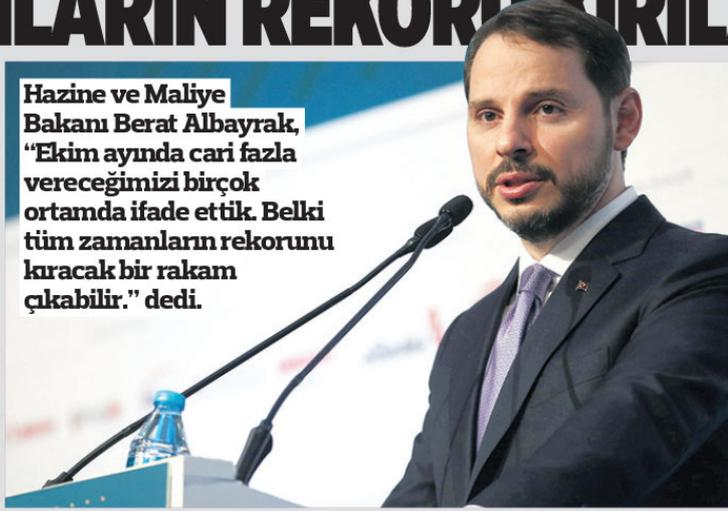 REKORU
Hazine ve Maliye
Bakanı Berat Albayrak,
“Ekim ayında cari fazla
vereceğimizi birçok
ortamda ifade ettik. Belki
tüm zamanların rekorunu
kıracak bir rakam
çıkabilir.” dedi.